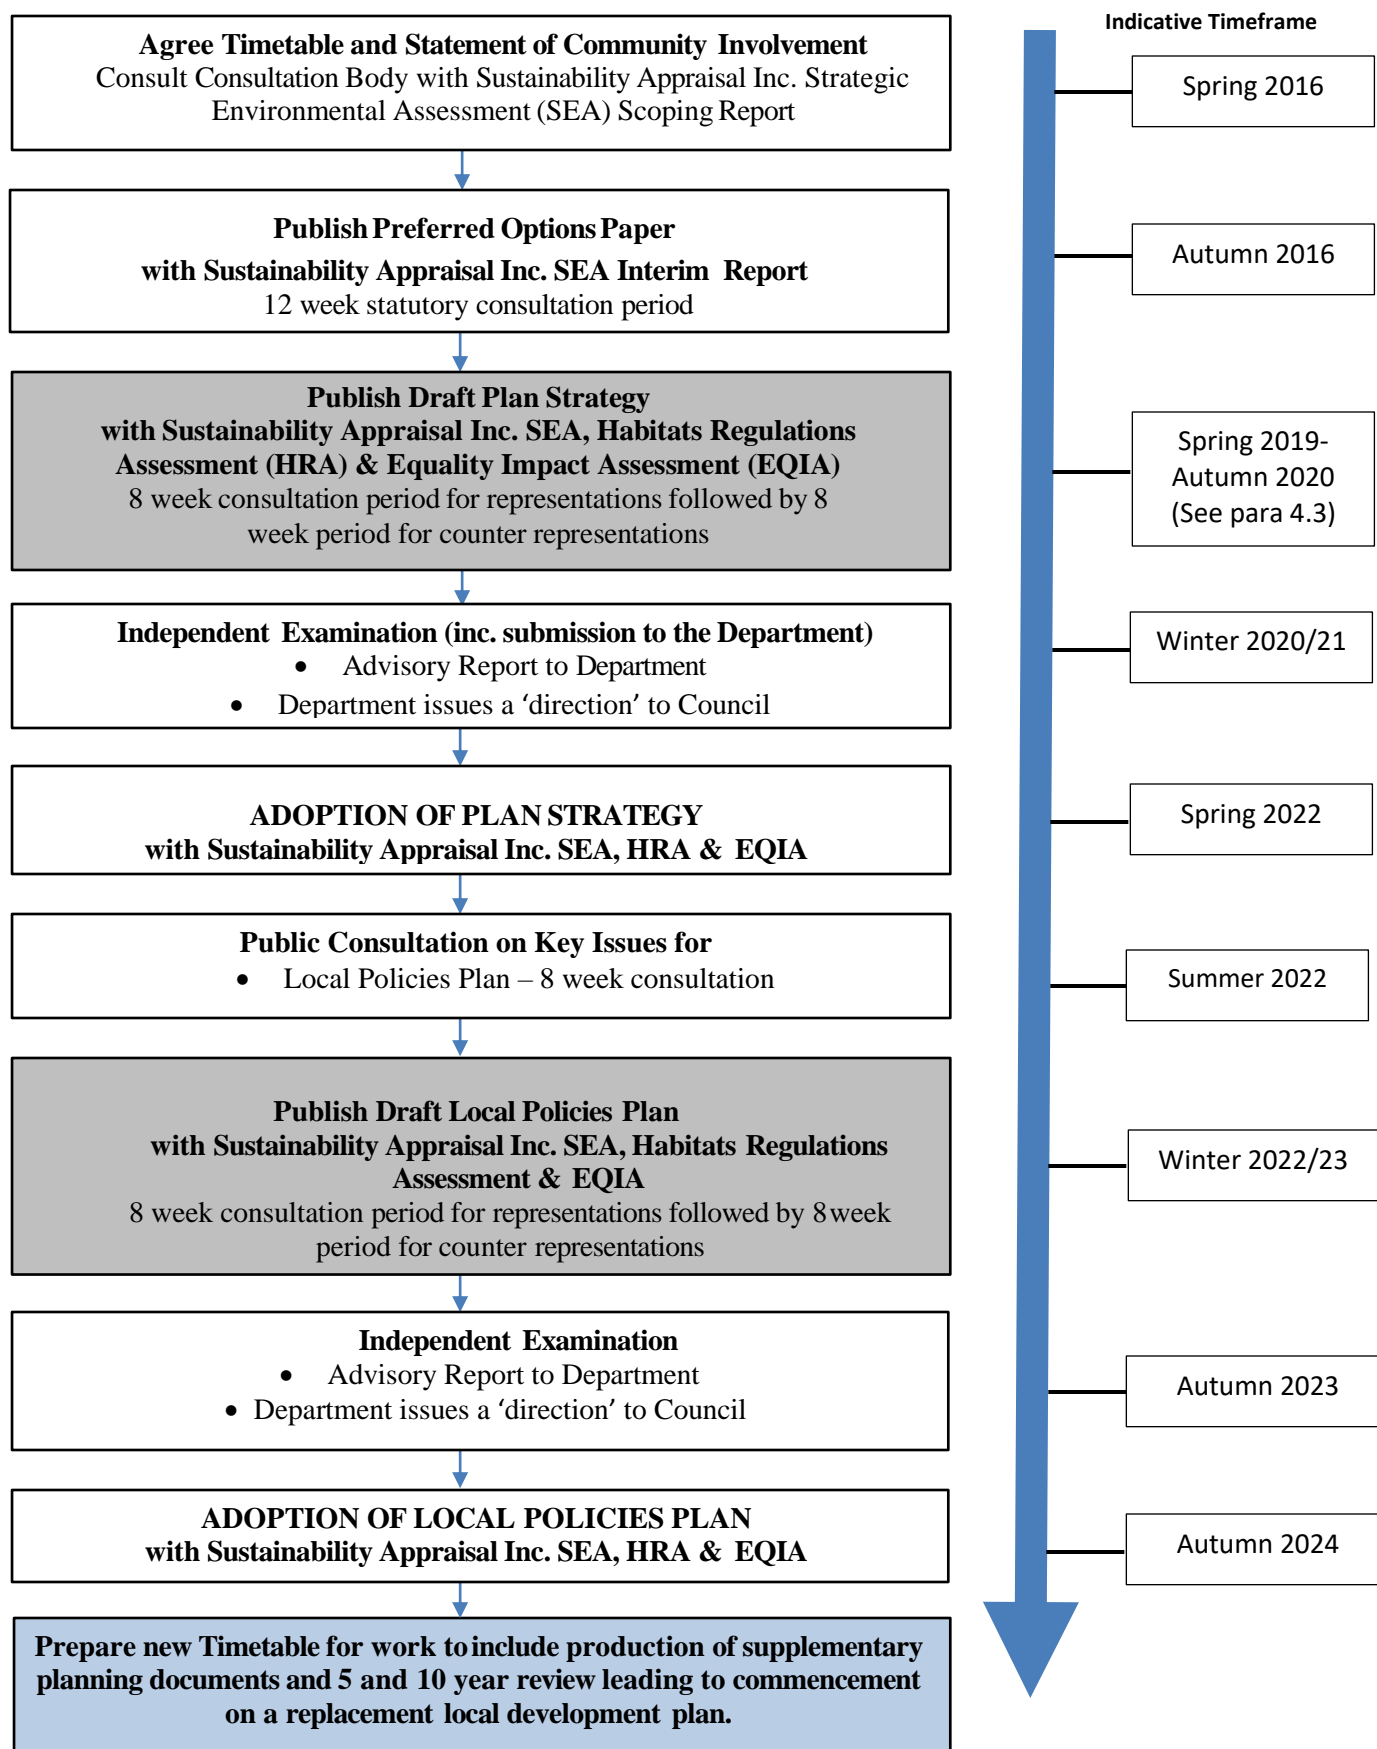 Indicative Timeframe
Agree Timetable and Statement of Community Involvement
Consult Consultation Body with Sustainability Appraisal Inc. Strategic
Environmental Assessment (SEA) Scoping Report
Spring 2016
Publish Preferred Options Paper
with Sustainability Appraisal Inc. SEA Interim Report
12 week statutory consultation period
Autumn 2016
Publish Draft Plan Strategy
with Sustainability Appraisal Inc. SEA, Habitats Regulations
Assessment (HRA) & Equality Impact Assessment (EQIA)
8 week consultation period for representations followed by 8
week period for counter representations
Spring 2019-
Autumn 2020
(See para 4.3)
Independent Examination (inc. submission to the Department)
• Advisory Report to Department
• Department issues a ‘direction’ to Council
Winter 2020/21
ADOPTION OF PLAN STRATEGY
with Sustainability Appraisal Inc. SEA, HRA & EQIA
Spring 2022
Public Consultation on Key Issues for
• Local Policies Plan – 8 week consultation
Summer 2022
Publish Draft Local Policies Plan
with Sustainability Appraisal Inc. SEA, Habitats Regulations
Assessment & EQIA
8 week consultation period for representations followed by 8 week
period for counter representations
Winter 2022/23
Independent Examination
• Advisory Report to Department
• Department issues a ‘direction’ to Council
Autumn 2023
ADOPTION OF LOCAL POLICIES PLAN
with Sustainability Appraisal Inc. SEA, HRA & EQIA
Autumn 2024
Prepare new Timetable for work to include production of supplementary
planning documents and 5 and 10 year review leading to commencement
on a replacement local development plan.